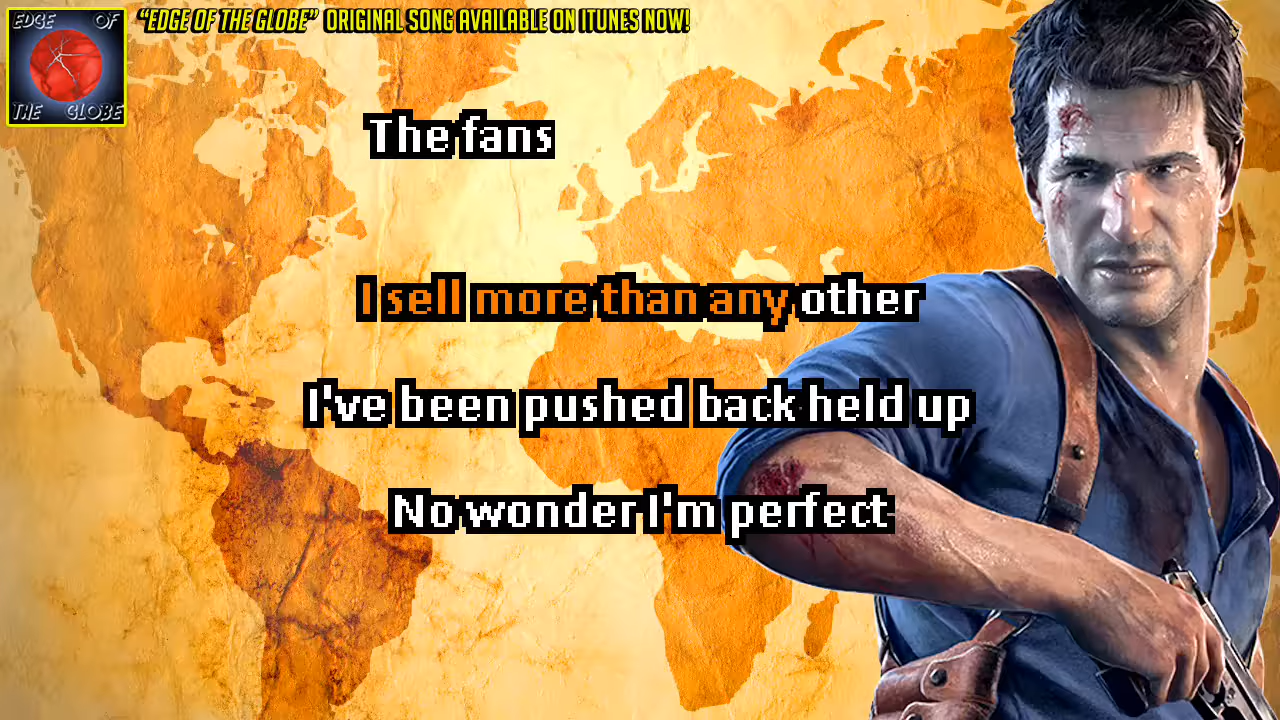 EDGE OF
THE GLOBE
“EDGE OF THE GLOBE” ORIGINAL SONG AVAILABLE ON ITUNES NOW!
The fans
I sell more than any other
I've been pushed back held up
No wonder I'm perfect